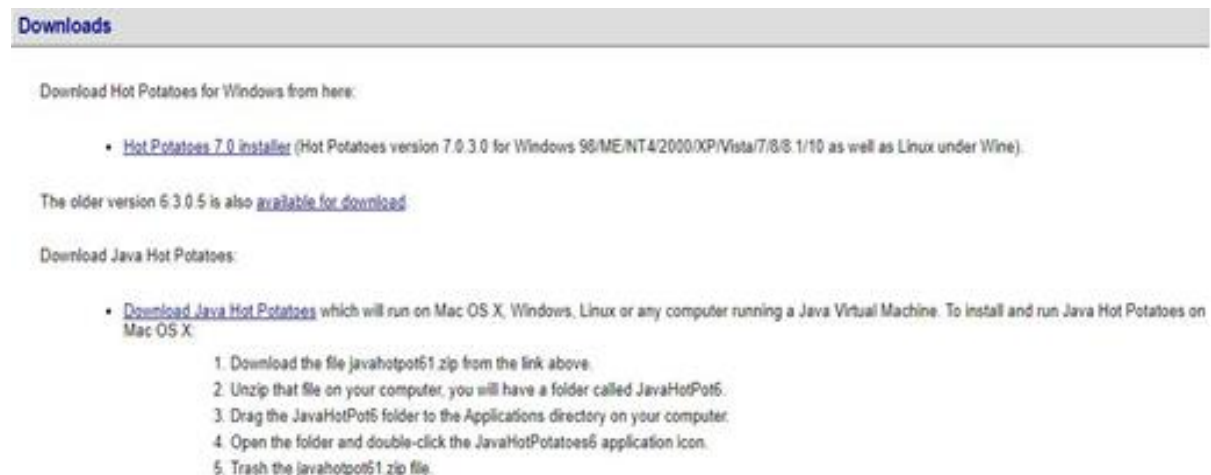 Downloads
Download Hot Potatoes for Windows from here:
• Hot Potatoes 7.0 installer (Hot Potatoes version 7.0.3.0 for Windows 98/ME/NT4/2000/XP/Vista/7/8/8.1/10 as well as Linux under Wine).
The older version 6.3.0.5 is also available for download.
Download Java Hot Potatoes:
• Download Java Hot Potatoes which will run on Mac OS X, Windows, Linux or any computer running a Java Virtual Machine. To install and run Java Hot Potatoes on
Mac OS X:
1. Download the file javahotpot61.zip from the link above.
2. Unzip that file on your computer, you will have a folder called JavaHotPot6.
3. Drag the JavaHotPot6 folder to the Applications directory on your computer.
4. Open the folder and double-click the JavaHotPotatoes6 application icon.
5. Trash the javahotpot61.zip file.